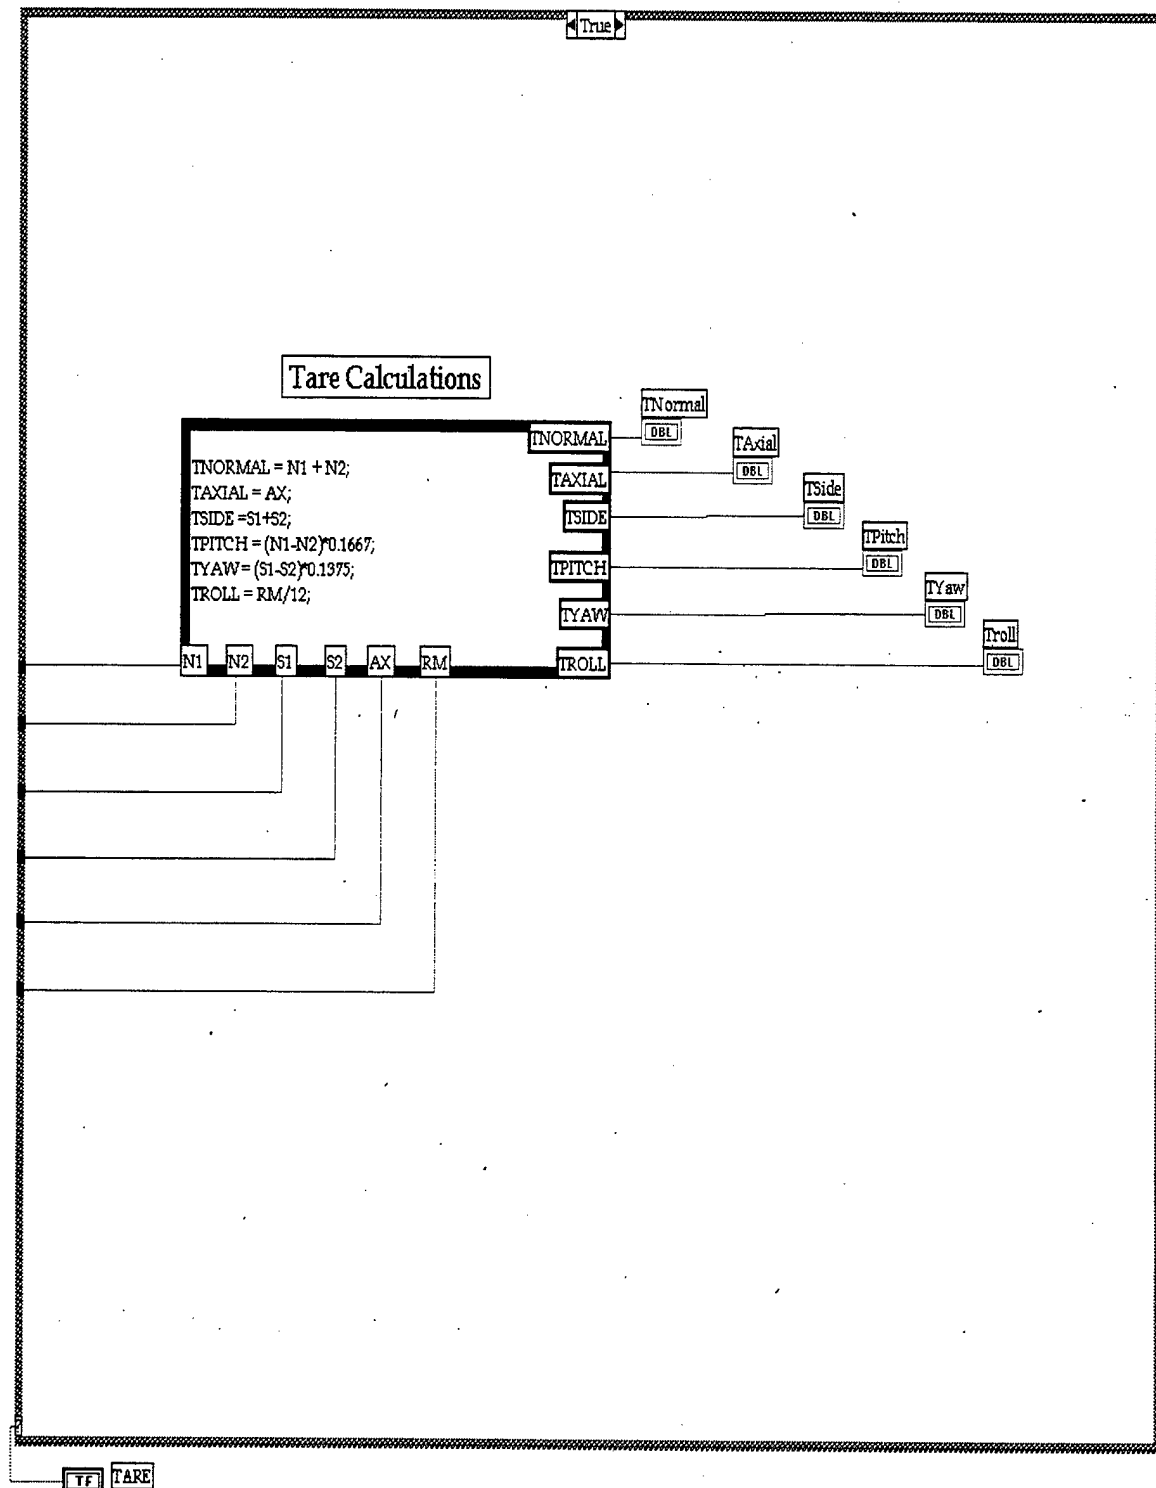 True
Tare Calculations
TNormal
DBL
TNORMAL
TAxial
DBL
TNORMAL = N1 + N2;
TAXIAL = AX;
TSIDE =S1+S2;
TPITCH = (N1-N2)*0.1667;
TYAW = (S1-S2)*0.1375;
TROLL = RM/12;
TAXIAL
TSide
DBL
TSIDE
TPitch
DBL
TPITCH
TYaw
DBL
TYAW
Troll
DBL
TROLL
N1 N2 S1 S2 AX RM
TF TARE